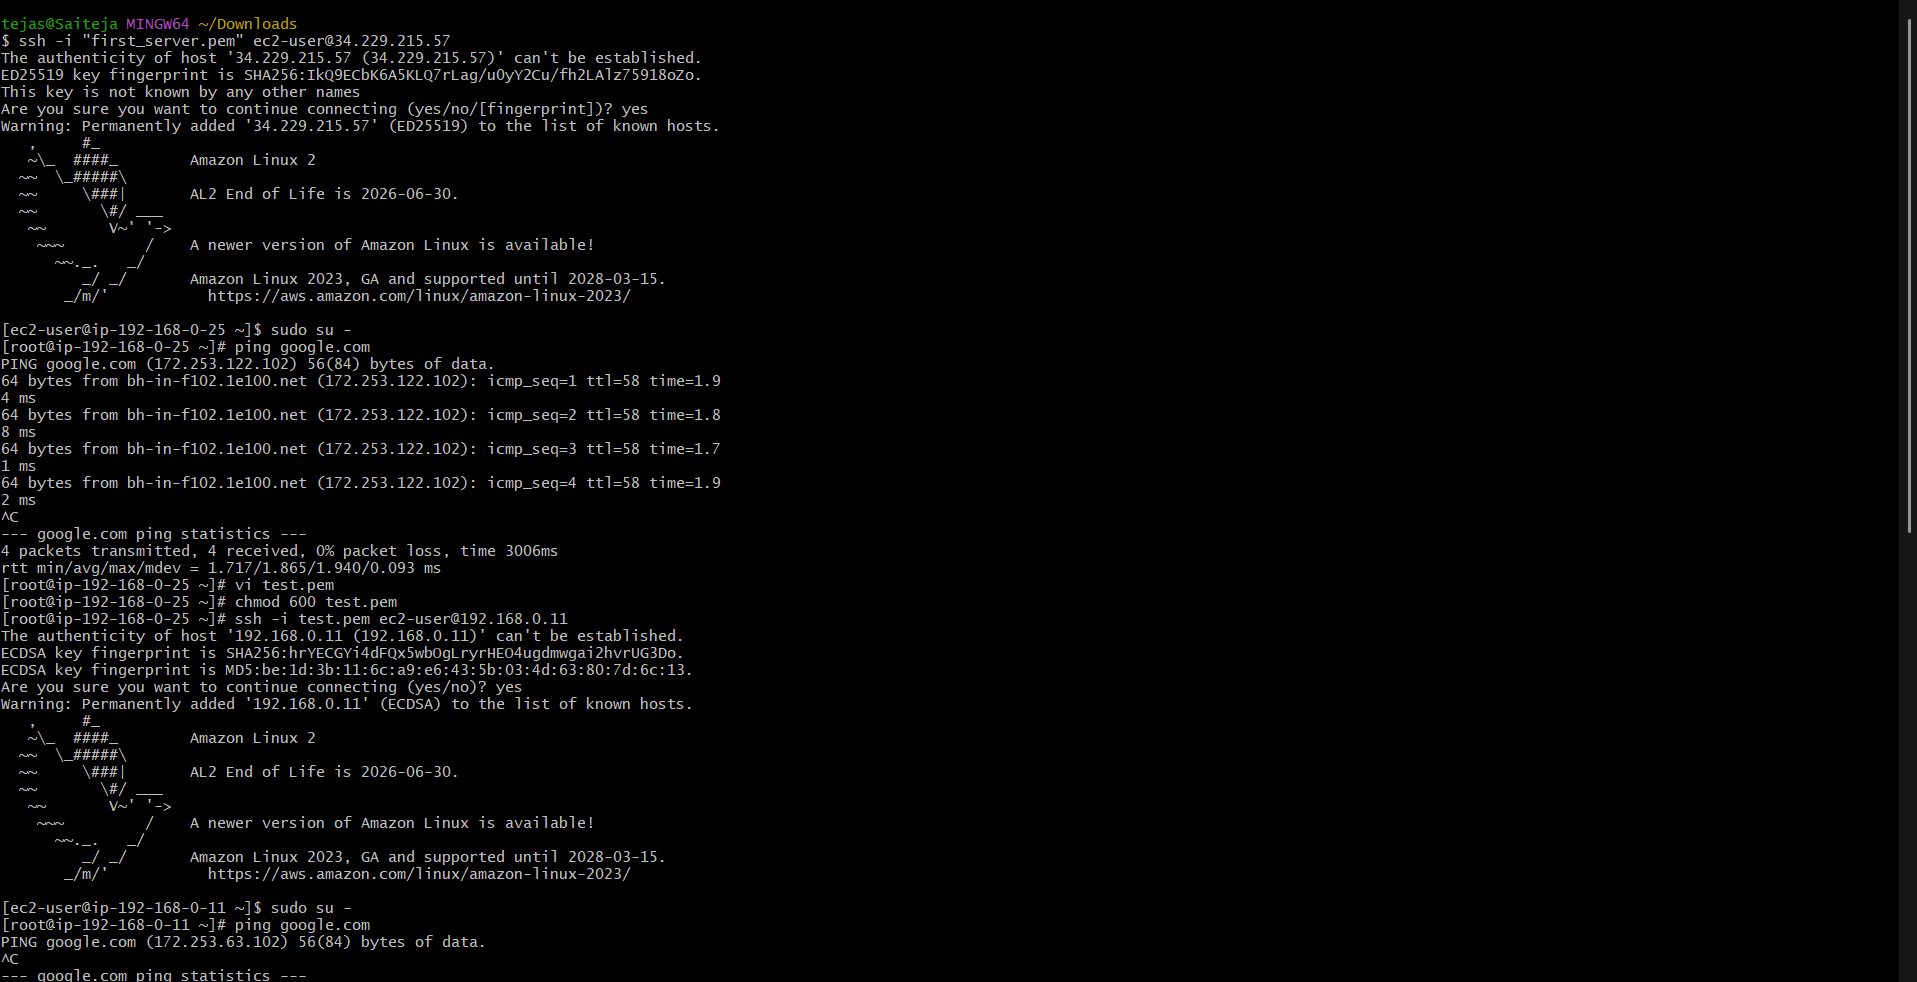 tejas@Saiteja MINGW64 ~/Downloads
$ ssh -i "first_server.pem" ec2-user@34.229.215.57
The authenticity of host '34.229.215.57 (34.229.215.57)' can't be established.
ED25519 key fingerprint is SHA256:IkQ9ECbK6A5KLQ7rLag/u0yY2Cu/fh2LAlz75918oZo.
This key is not known by any other names
Are you sure you want to continue connecting (yes/no/[fingerprint])? yes
Warning: Permanently added '34.229.215.57' (ED25519) to the list of known hosts.
   ,     #_
   ~\_  ####_        Amazon Linux 2
  ~~  \_#####\
  ~~     \###|       AL2 End of Life is 2026-06-30.
  ~~       \#/ ___
   ~~       V~' '->
    ~~~         /    A newer version of Amazon Linux is available!
      ~~._.   _/
         _/ _/       Amazon Linux 2023, GA and supported until 2028-03-15.
       _/m/'           https://aws.amazon.com/linux/amazon-linux-2023/

[ec2-user@ip-192-168-0-25 ~]$ sudo su -
[root@ip-192-168-0-25 ~]# ping google.com
PING google.com (172.253.122.102) 56(84) bytes of data.
64 bytes from bh-in-f102.1e100.net (172.253.122.102): icmp_seq=1 ttl=58 time=1.9
4 ms
64 bytes from bh-in-f102.1e100.net (172.253.122.102): icmp_seq=2 ttl=58 time=1.8
8 ms
64 bytes from bh-in-f102.1e100.net (172.253.122.102): icmp_seq=3 ttl=58 time=1.7
1 ms
64 bytes from bh-in-f102.1e100.net (172.253.122.102): icmp_seq=4 ttl=58 time=1.9
2 ms
^C
--- google.com ping statistics ---
4 packets transmitted, 4 received, 0% packet loss, time 3006ms
rtt min/avg/max/mdev = 1.717/1.865/1.940/0.093 ms
[root@ip-192-168-0-25 ~]# vi test.pem
[root@ip-192-168-0-25 ~]# chmod 600 test.pem
[root@ip-192-168-0-25 ~]# ssh -i test.pem ec2-user@192.168.0.11
The authenticity of host '192.168.0.11 (192.168.0.11)' can't be established.
ECDSA key fingerprint is SHA256:hrYECGYi4dFQx5wbOgLryrHEO4ugdmwgai2hvrUG3Do.
ECDSA key fingerprint is MD5:be:1d:3b:11:6c:a9:e6:43:5b:03:4d:63:80:7d:6c:13.
Are you sure you want to continue connecting (yes/no)? yes
Warning: Permanently added '192.168.0.11' (ECDSA) to the list of known hosts.
   ,     #_
   ~\_  ####_        Amazon Linux 2
  ~~  \_#####\
  ~~     \###|       AL2 End of Life is 2026-06-30.
  ~~       \#/ ___
   ~~       V~' '->
    ~~~         /    A newer version of Amazon Linux is available!
      ~~._.   _/
         _/ _/       Amazon Linux 2023, GA and supported until 2028-03-15.
       _/m/'           https://aws.amazon.com/linux/amazon-linux-2023/

[ec2-user@ip-192-168-0-11 ~]$ sudo su -
[root@ip-192-168-0-11 ~]# ping google.com
PING google.com (172.253.63.102) 56(84) bytes of data.
^C
--- google.com ping statistics ---